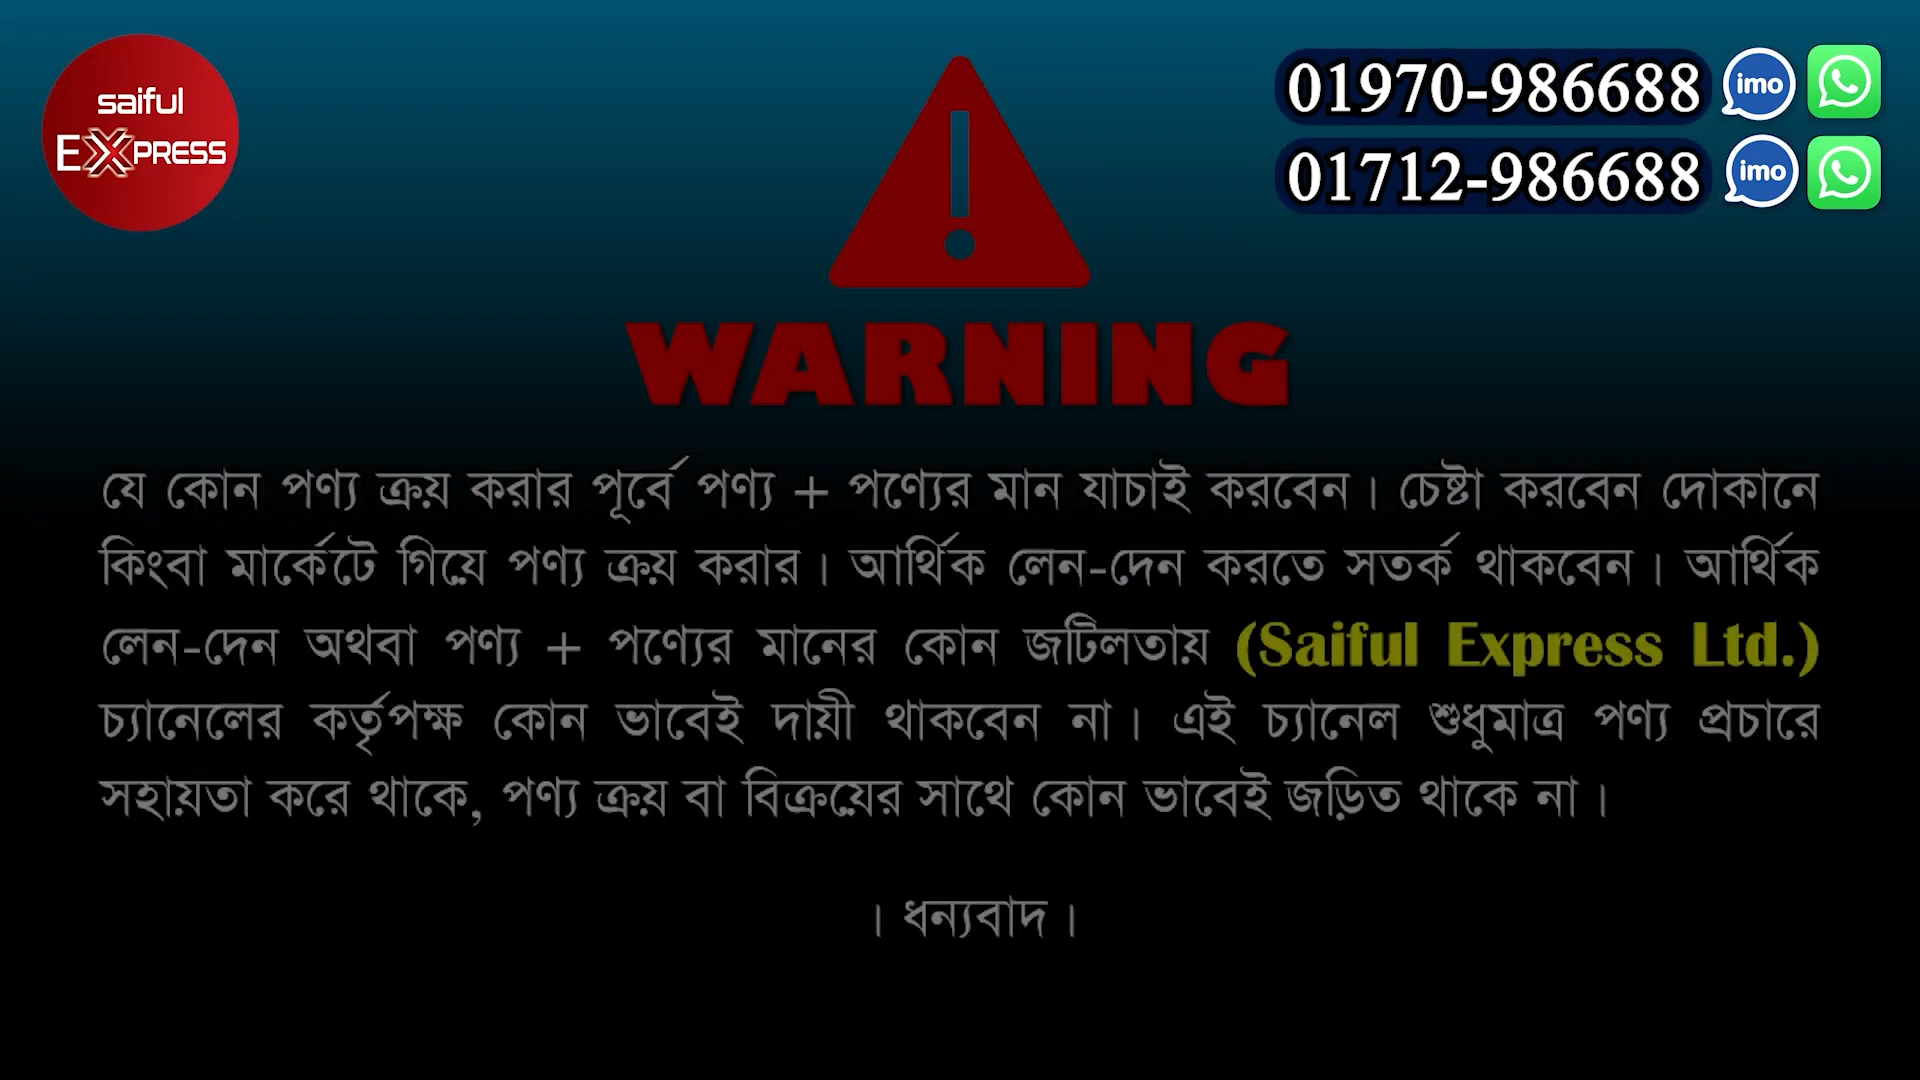 saiful
EXPRESS
01970-986688 imo
01712-986688 imo
WARNING
যে কোন পণ্য ক্রয় করার পূর্বে পণ্য + পণ্যের মান যাচাই করবেন। চেষ্টা করবেন দোকানে
কিংবা মার্কেটে গিয়ে পণ্য ক্রয় করার। আর্থিক লেন-দেন করতে সতর্ক থাকবেন। আর্থিক
লেন-দেন অথবা পণ্য + পণ্যের মানের কোন জটিলতায় (Saiful Express Ltd.)
চ্যানেলের কর্তৃপক্ষ কোন ভাবেই দায়ী থাকবেন না। এই চ্যানেল শুধুমাত্র পণ্য প্রচারে
সহায়তা করে থাকে, পণ্য ক্রয় বা বিক্রয়ের সাথে কোন ভাবেই জড়িত থাকে না।
। ধন্যবাদ।